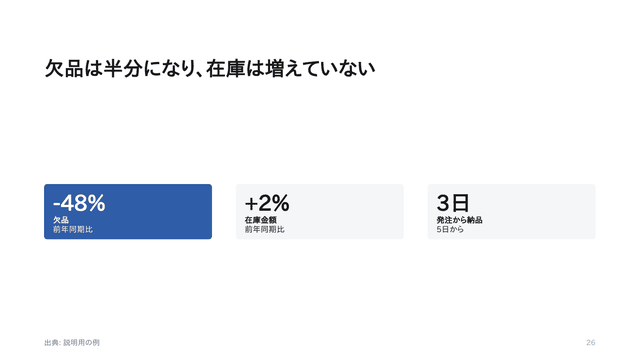 欠品は半分になり、在庫は増えていない
-48%
欠品
前年同期比
+2%
在庫金額
前年同期比
3日
発注から納品
5日から
出典: 説明用の例
26